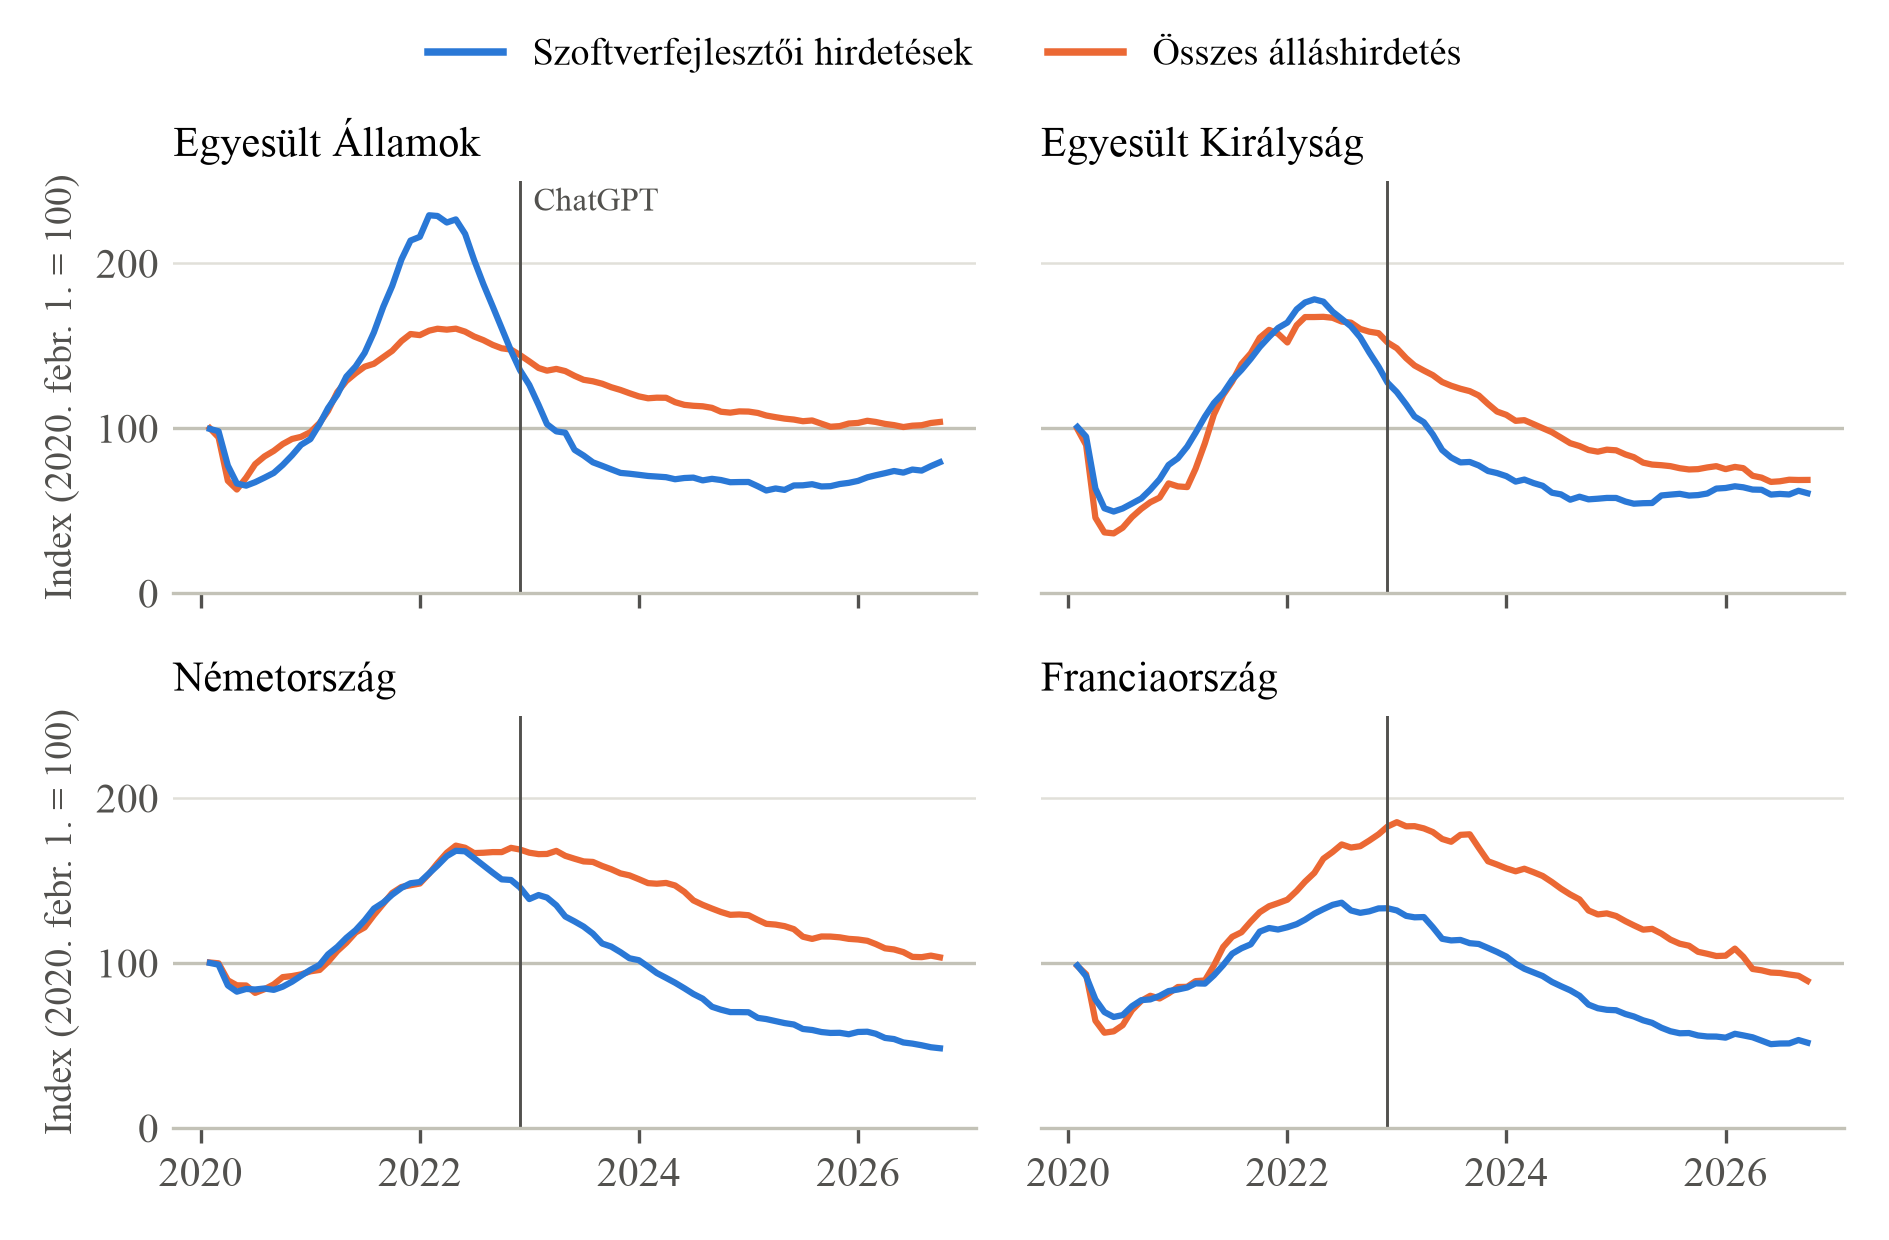 Szoftverfejlesztői hirdetések
Összes álláshirdetés
Egyesült Államok
Egyesült Királyság
Index (2020. febr. 1. = 100)
ChatGPT
200
100
0
Németország
Franciaország
Index (2020. febr. 1. = 100)
200
100
0
2020
2022
2024
2026
2020
2022
2024
2026